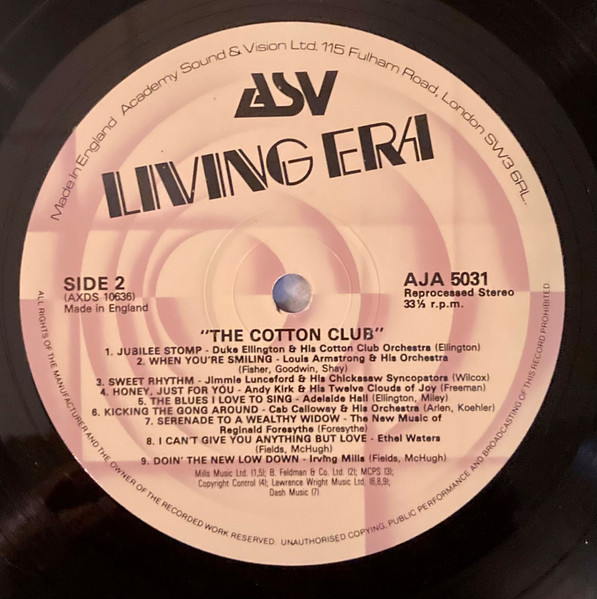 Made in England Academy Sound & Vision Ltd. 115 Fulham Road, London SW3 6RL.
ASV
LIVING ERA
SIDE 2
(AXDS 10636)
Made in England
AJA 5031
Reprocessed Stereo
33⅓ r.p.m.
"THE COTTON CLUB"
1. JUBILEE STOMP - Duke Ellington & His Cotton Club Orchestra (Ellington)
2. WHEN YOU'RE SMILING - Louis Armstrong & His Orchestra
(Fisher, Goodwin, Shay)
3. SWEET RHYTHM - Jimmie Lunceford & His Chickasaw Syncopators (Wilcox)
4. HONEY, JUST FOR YOU - Andy Kirk & His Twelve Clouds of Joy (Freeman)
5. THE BLUES I LOVE TO SING - Adelaide Hall (Ellington, Miley)
6. KICKING THE GONG AROUND - Cab Calloway & His Orchestra (Arlen, Koehler)
7. SERENADE TO A WEALTHY WIDOW - The New Music of
Reginald Foresythe (Foresythe)
8. I CAN'T GIVE YOU ANYTHING BUT LOVE - Ethel Waters
(Fields, McHugh)
9. DOIN' THE NEW LOW DOWN - Irving Mills (Fields, McHugh)
Mills Music Ltd. (1,5); B. Feldman & Co. Ltd. (2); MCPS (3);
Copyright Control (4); Lawrence Wright Music Ltd. (6,8,9);
Dash Music (7)
ALL RIGHTS OF THE MANUFACTURER AND THE OWNER OF THE RECORDED WORK RESERVED. UNAUTHORISED COPYING, PUBLIC PERFORMANCE AND BROADCASTING OF THIS RECORD PROHIBITED.